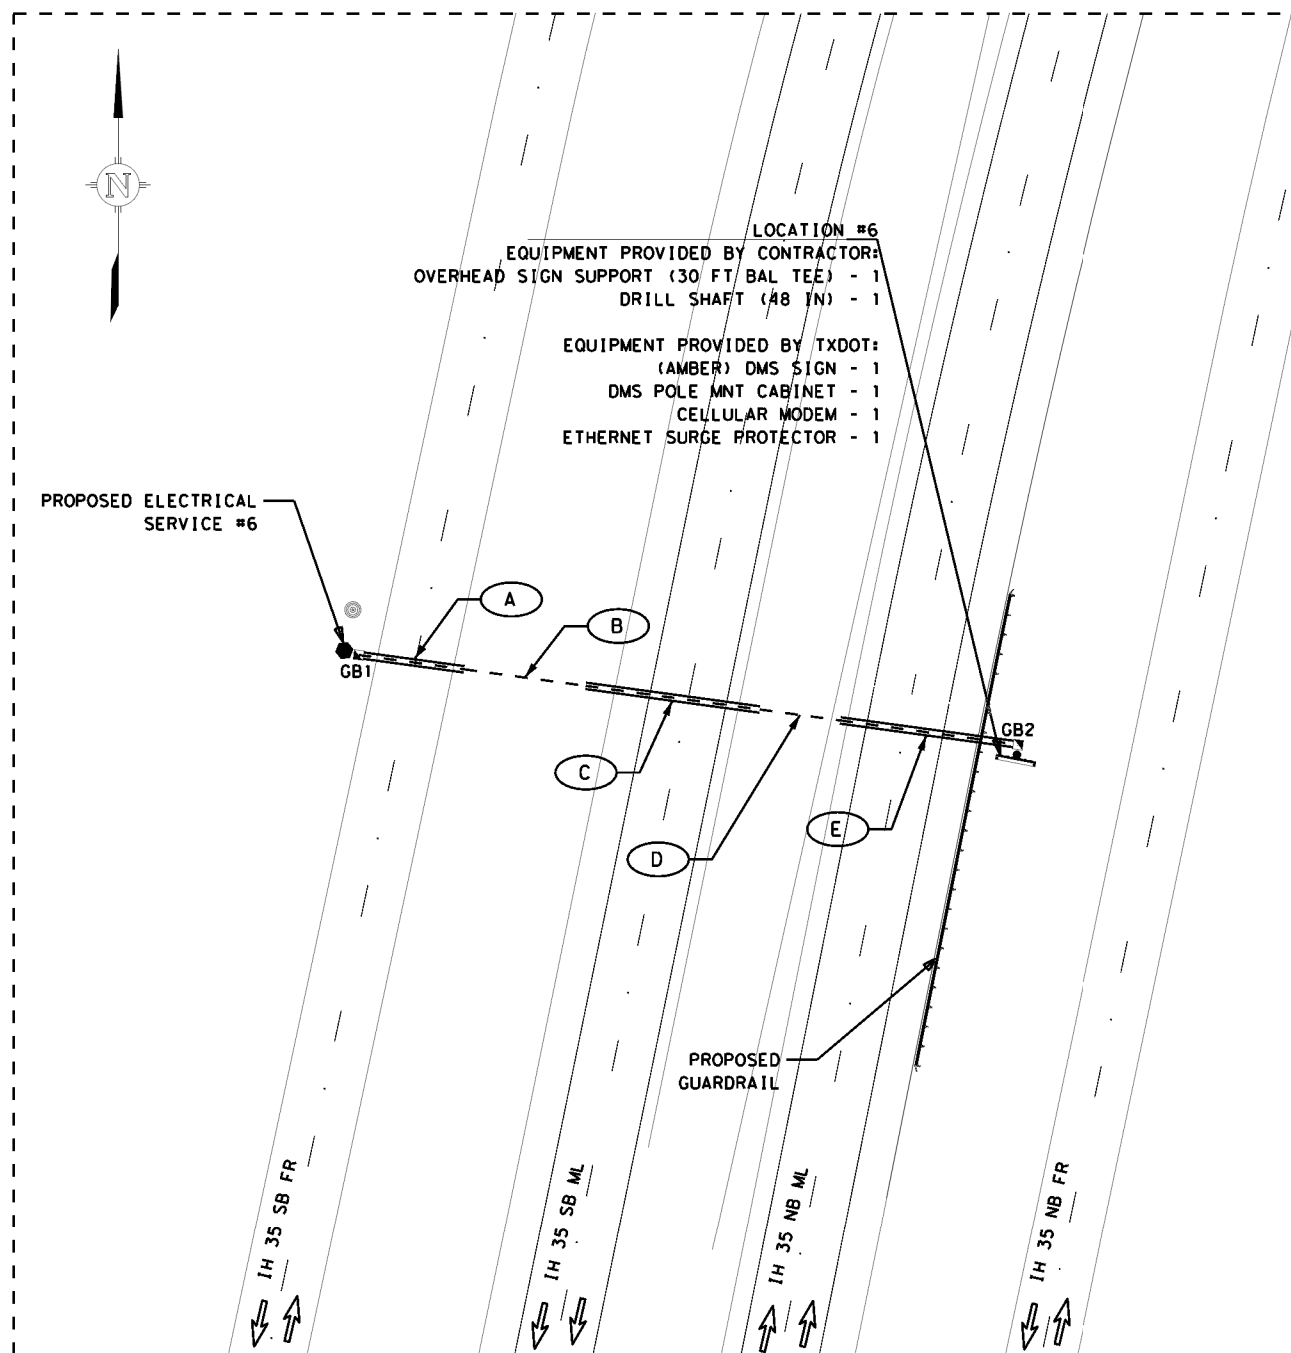 N
LOCATION #6
EQUIPMENT PROVIDED BY CONTRACTOR:
OVERHEAD SIGN SUPPORT (30 FT BAL TEE) - 1
DRILL SHAFT (48 IN) - 1
EQUIPMENT PROVIDED BY TXDOT:
(AMBER) DMS SIGN - 1
DMS POLE MNT CABINET - 1
CELLULAR MODEM - 1
ETHERNET SURGE PROTECTOR - 1
PROPOSED ELECTRICAL
SERVICE #6
A
B
GB1
GB2
C
E
D
PROPOSED
GUARDRAIL
IH 35 SB FR
IH 35 SB ML
IH 35 NB ML
IH 35 NB FR